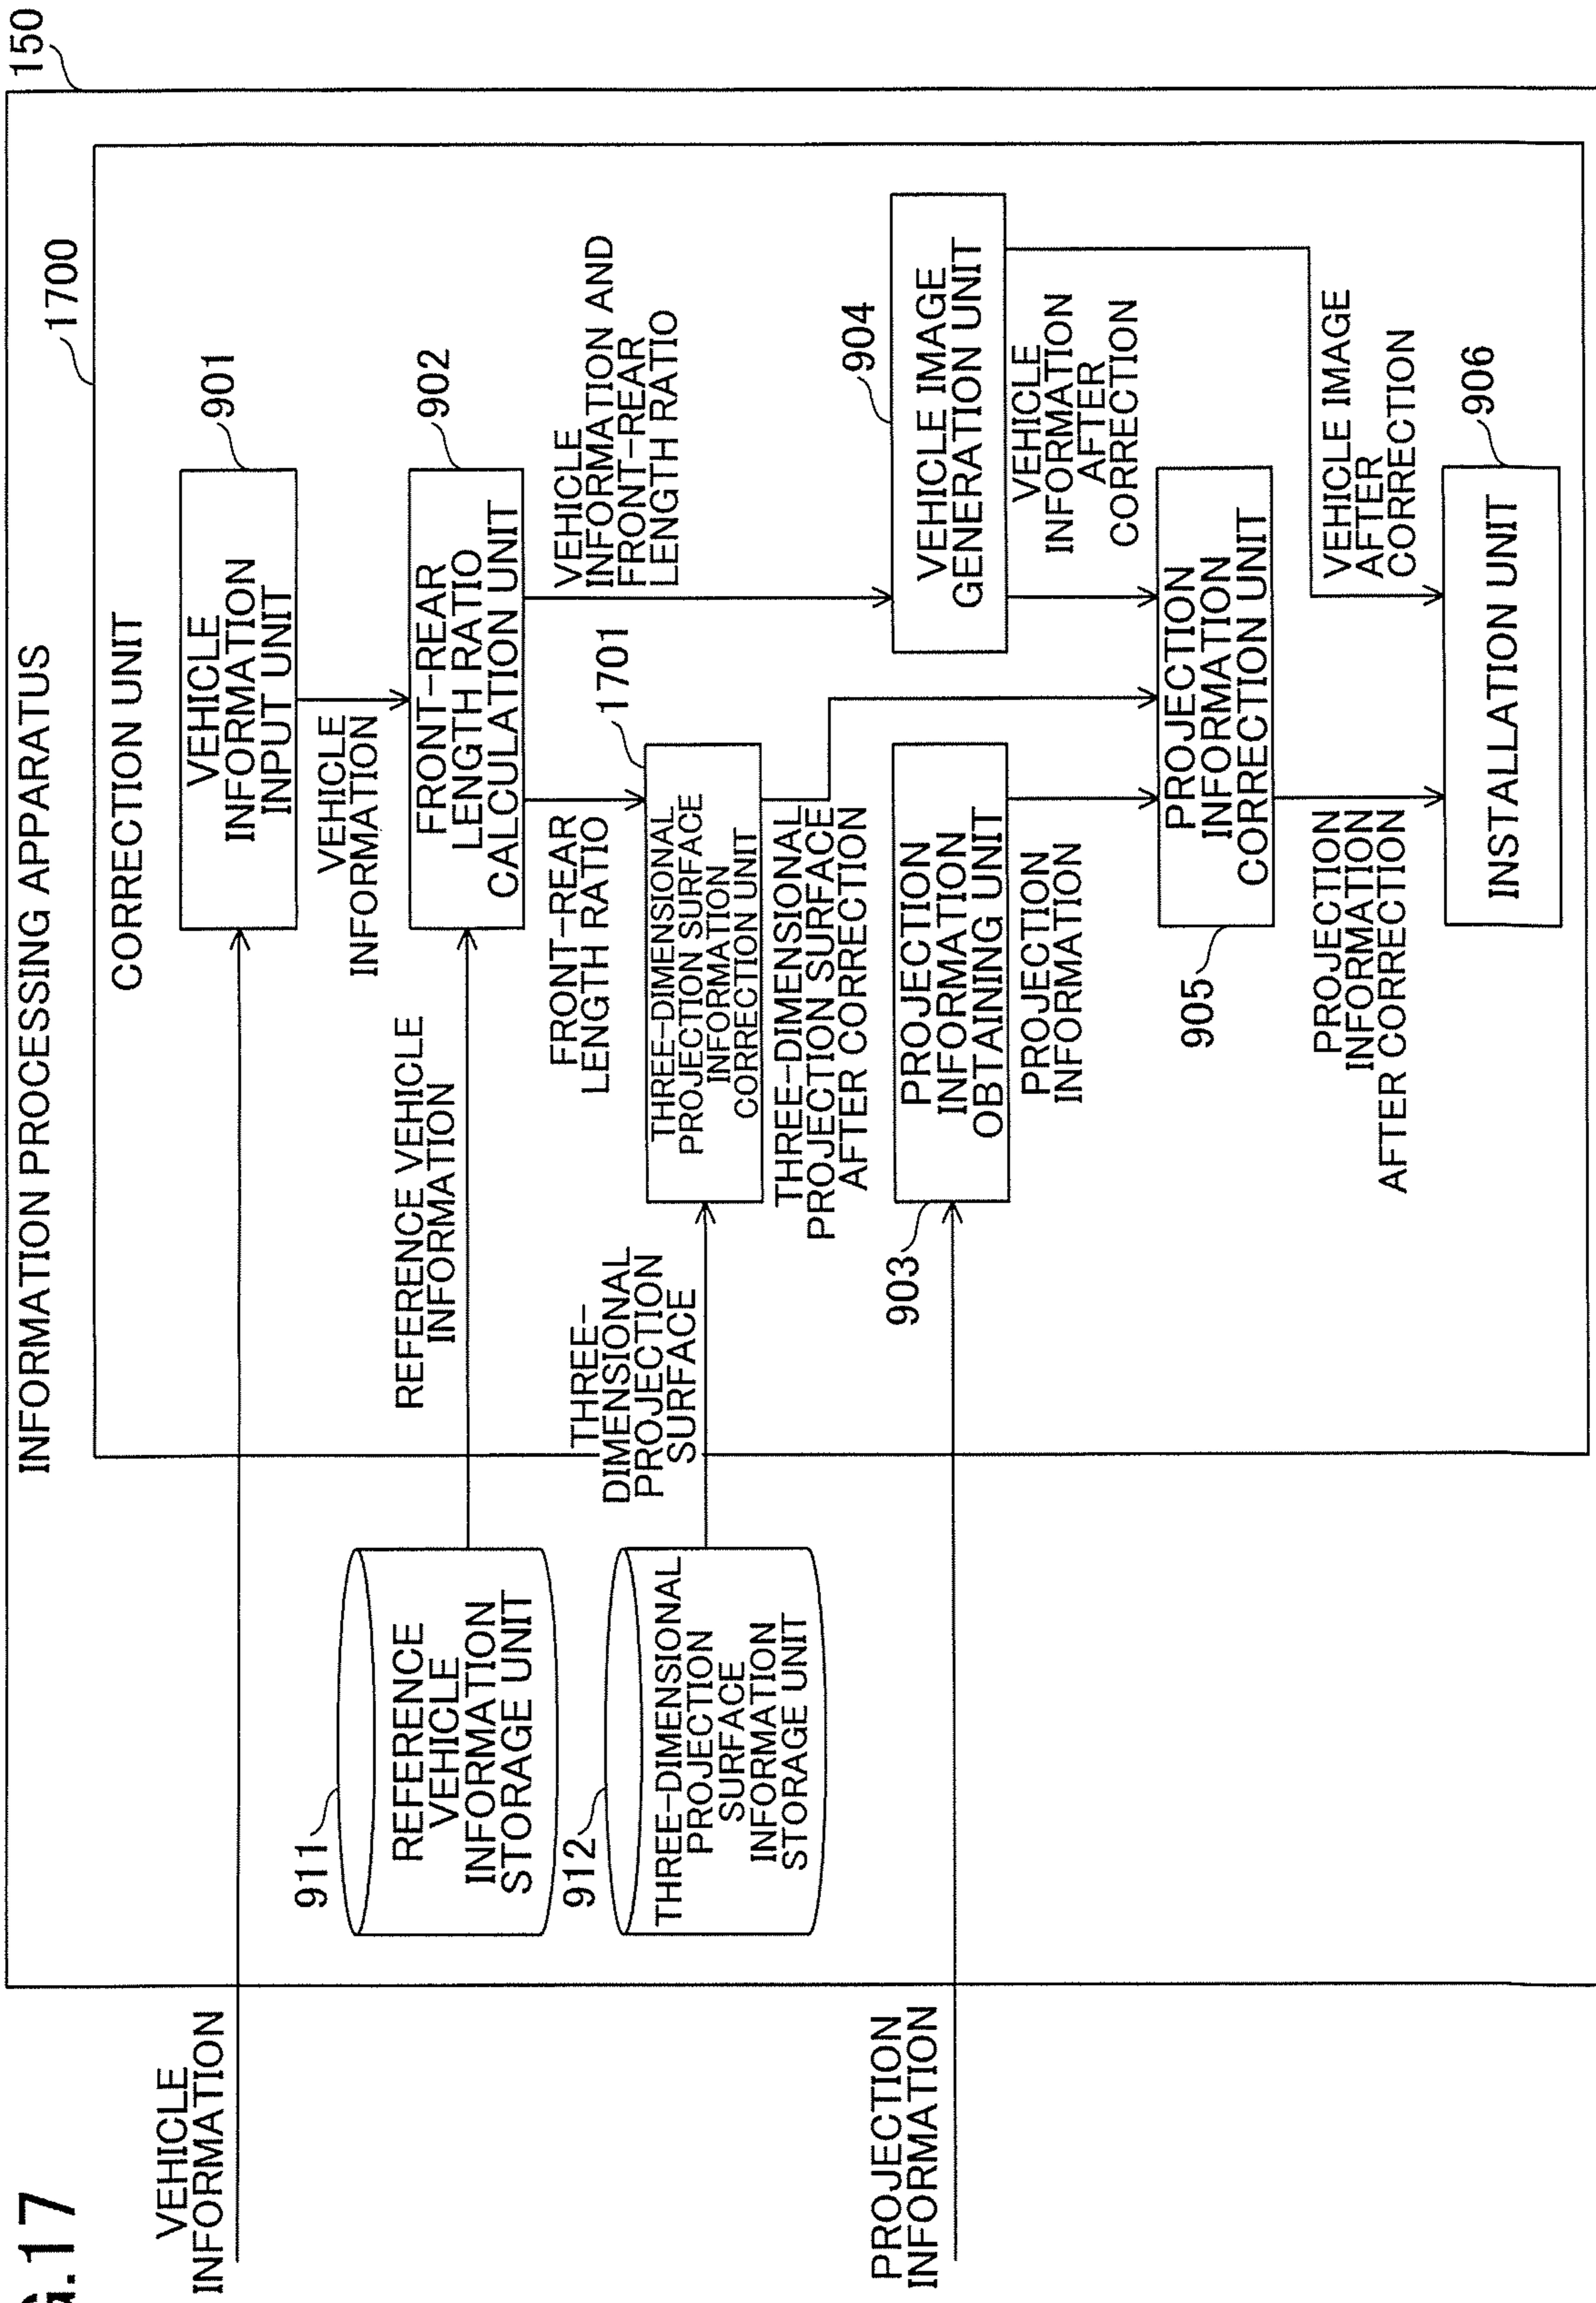 G.17
INFORMATION PROCESSING APPARATUS
150
CORRECTION UNIT
1700
VEHICLE
INFORMATION
VEHICLE
INFORMATION
INPUT UNIT
901
VEHICLE
INFORMATION
911
REFERENCE
VEHICLE
INFORMATION
STORAGE UNIT
REFERENCE VEHICLE
INFORMATION
FRONT-REAR
LENGTH RATIO
CALCULATION UNIT
902
FRONT-REAR
LENGTH RATIO
VEHICLE
INFORMATION AND
FRONT-REAR
LENGTH RATIO
912
THREE-DIMENSIONAL
PROJECTION
SURFACE
INFORMATION
STORAGE UNIT
THREE-
DIMENSIONAL
PROJECTION
SURFACE
THREE-DIMENSIONAL
PROJECTION SURFACE
INFORMATION
CORRECTION UNIT
1701
THREE-DIMENSIONAL
PROJECTION SURFACE
AFTER CORRECTION
PROJECTION
INFORMATION
903
PROJECTION
INFORMATION
OBTAINING UNIT
PROJECTION
INFORMATION
904
VEHICLE IMAGE
GENERATION UNIT
VEHICLE
INFORMATION
AFTER
CORRECTION
905
PROJECTION
INFORMATION
CORRECTION UNIT
PROJECTION
INFORMATION
AFTER CORRECTION
VEHICLE IMAGE
AFTER
CORRECTION
INSTALLATION UNIT
906